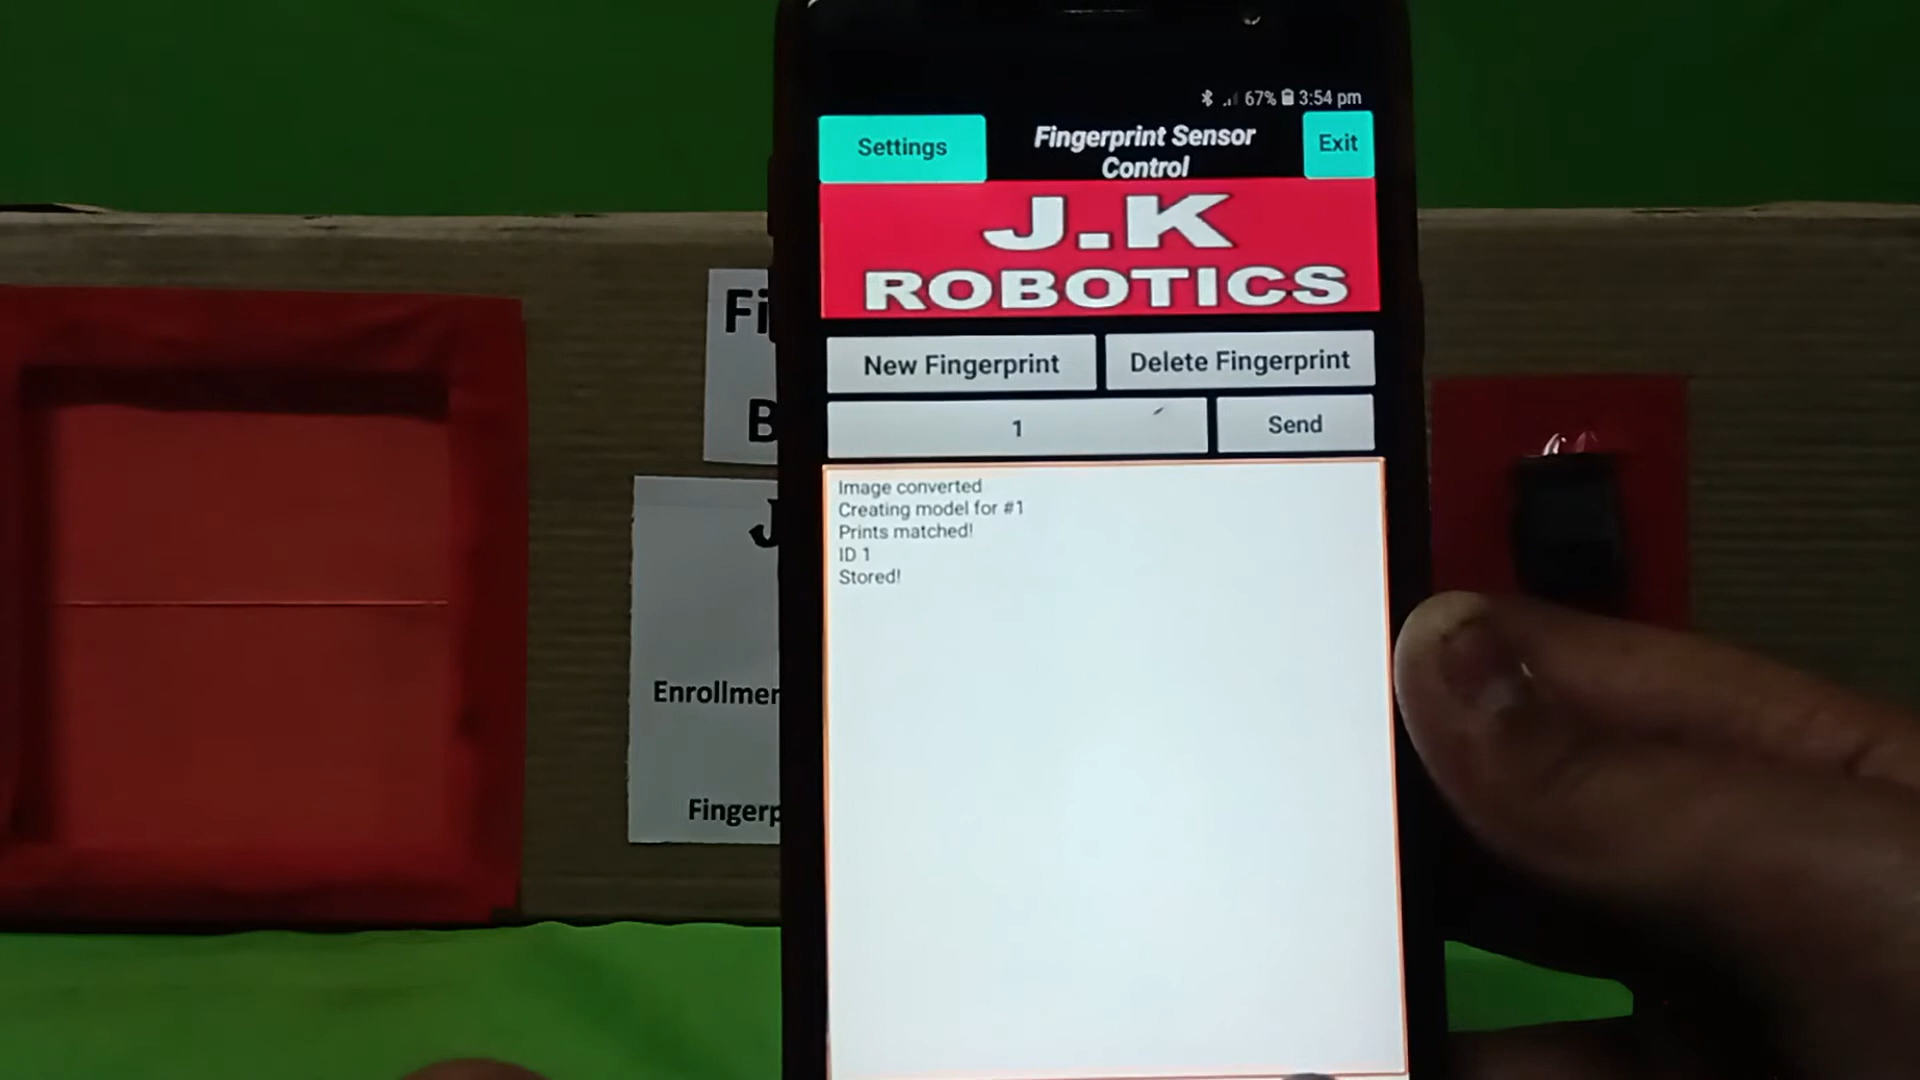 67% 3:54 pm
Settings
Fingerprint Sensor
Control
Exit
J.K
ROBOTICS
New Fingerprint
Delete Fingerprint
1
Send
Image converted
Creating model for #1
Prints matched!
ID 1
Stored!
Fi
B
J
Enrollmen
Fingerp